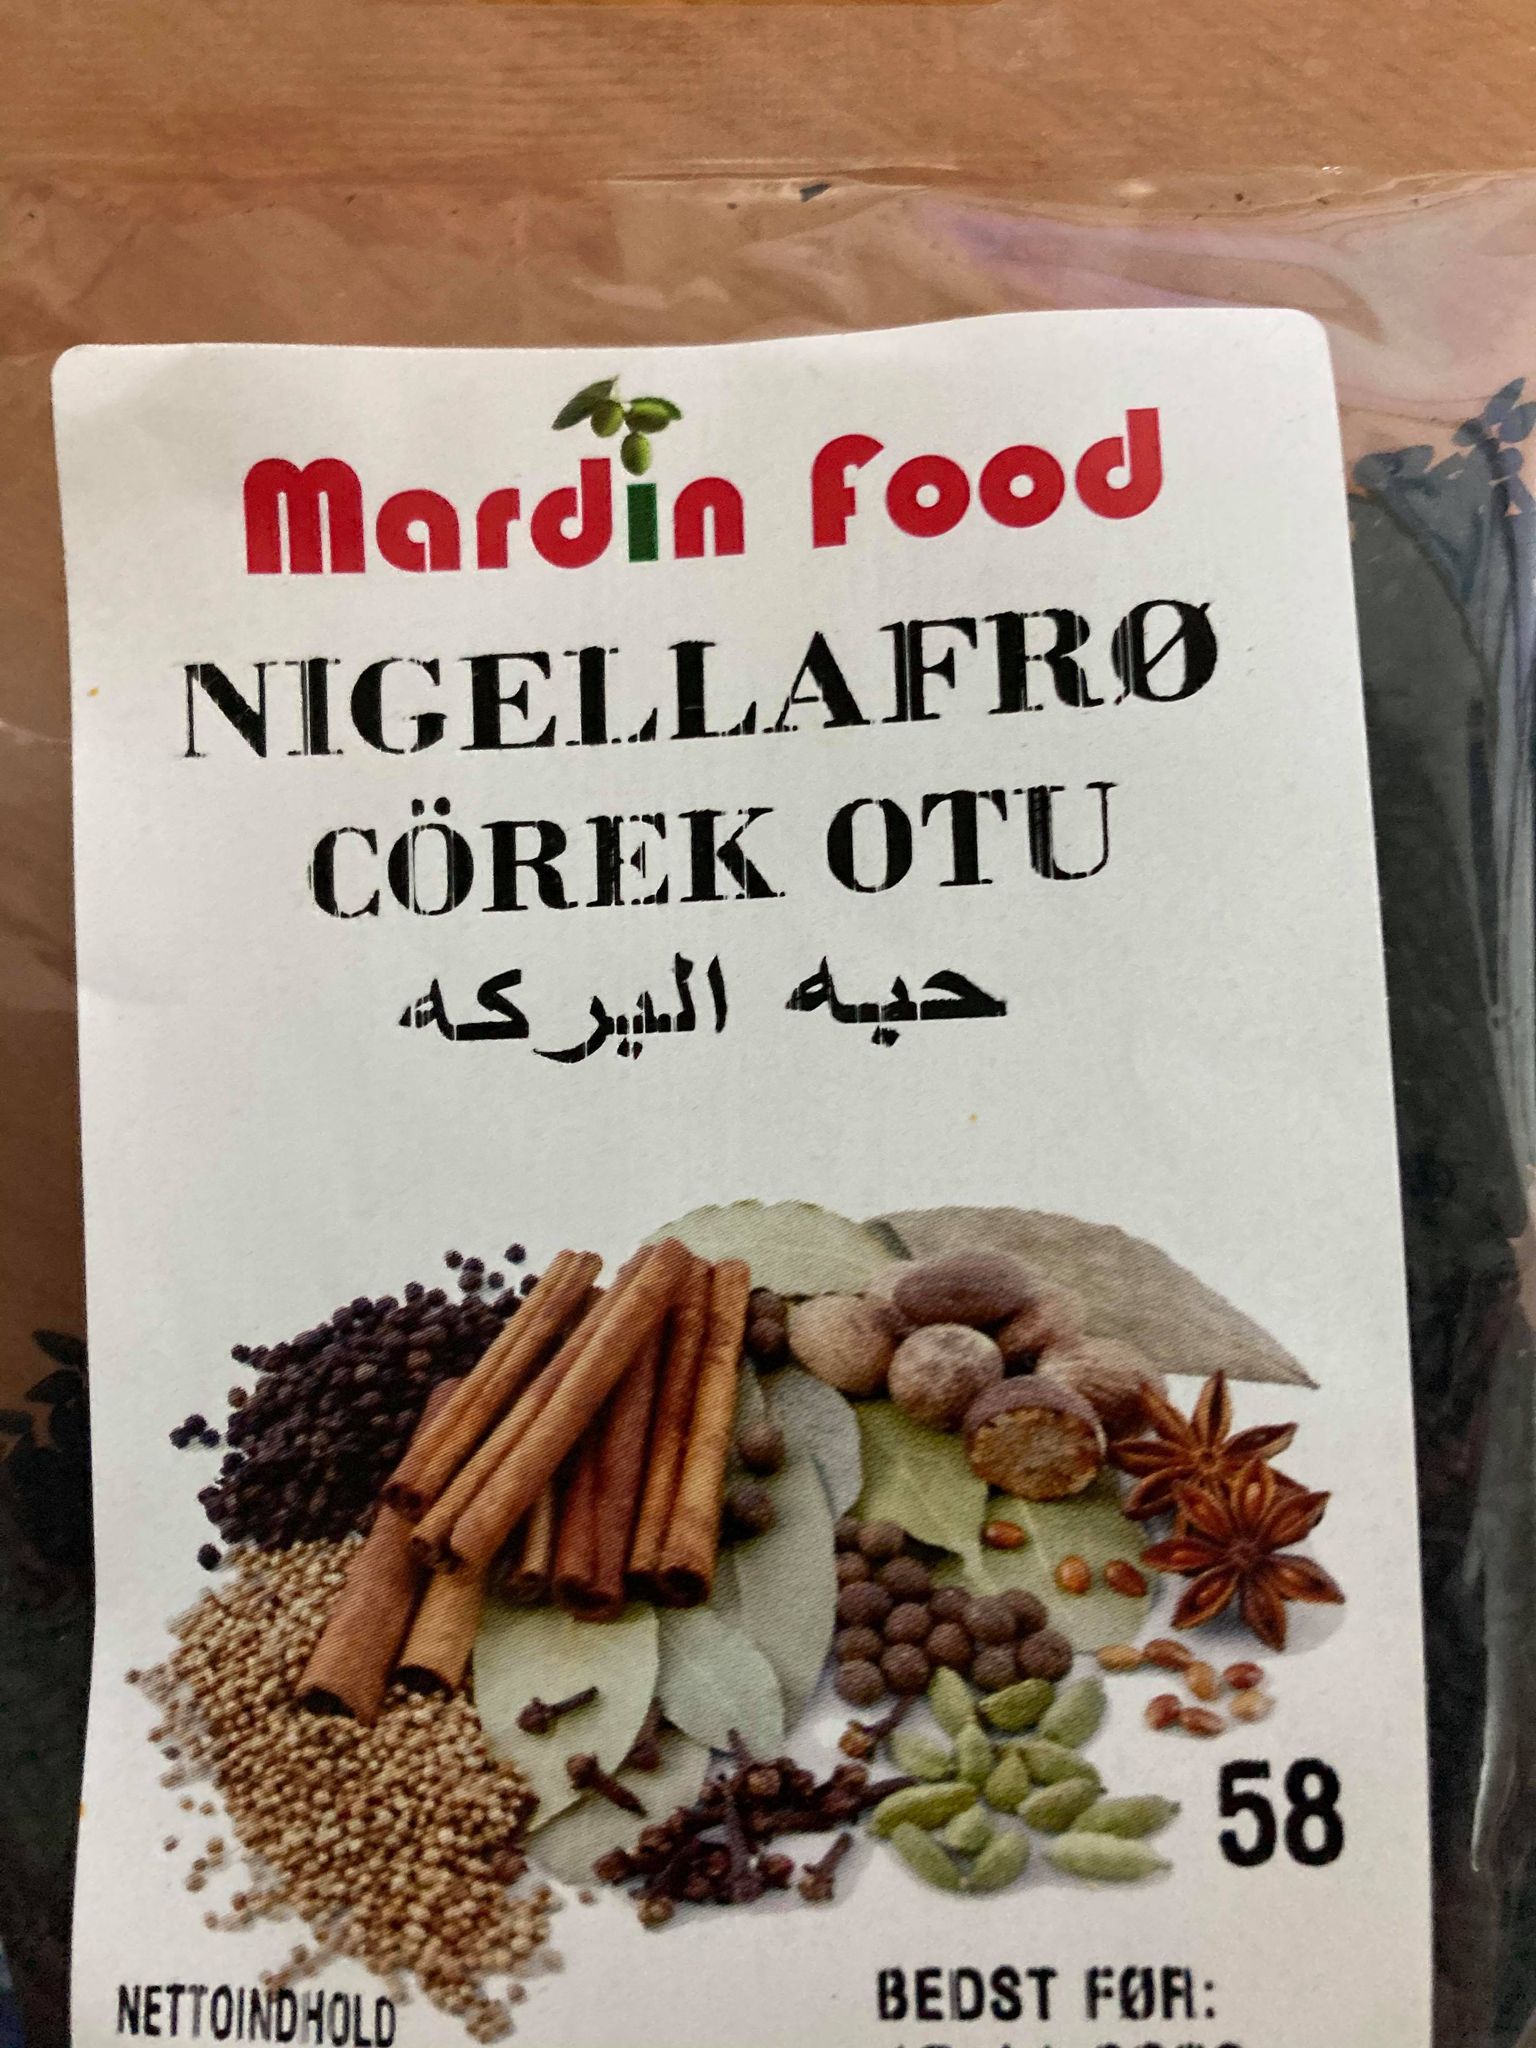 Mardin Food
NIGELLAFRØ
CÖREK OTU
حبه البركه
58
NETTOINDHOLD
BEDST FØR: